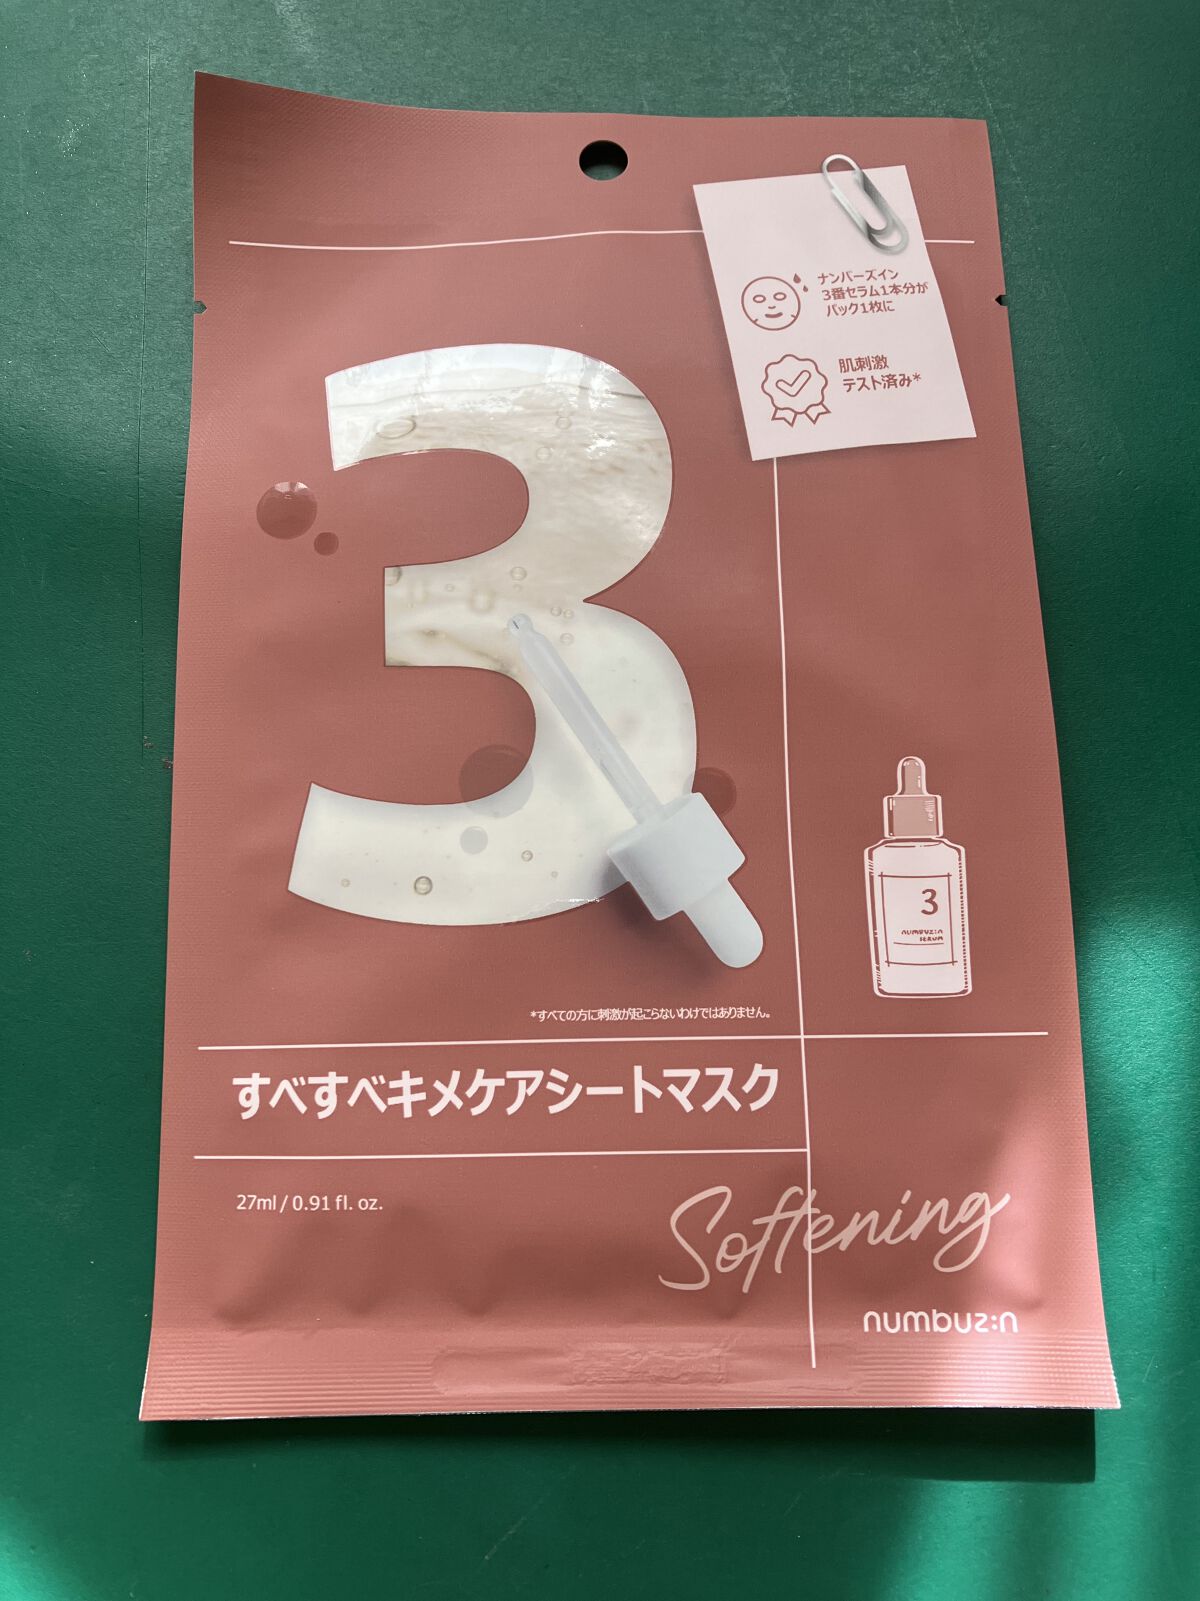 ナンバーズイン
3番セラム1本分が
パック1枚に
肌刺激
テスト済み*
3
3
numbuz:n
SERUM
*すべての方に刺激が起こらないわけではありません。
すべすべキメケアシートマスク
27ml / 0.91 fl. oz.
Softening
numbuz:n